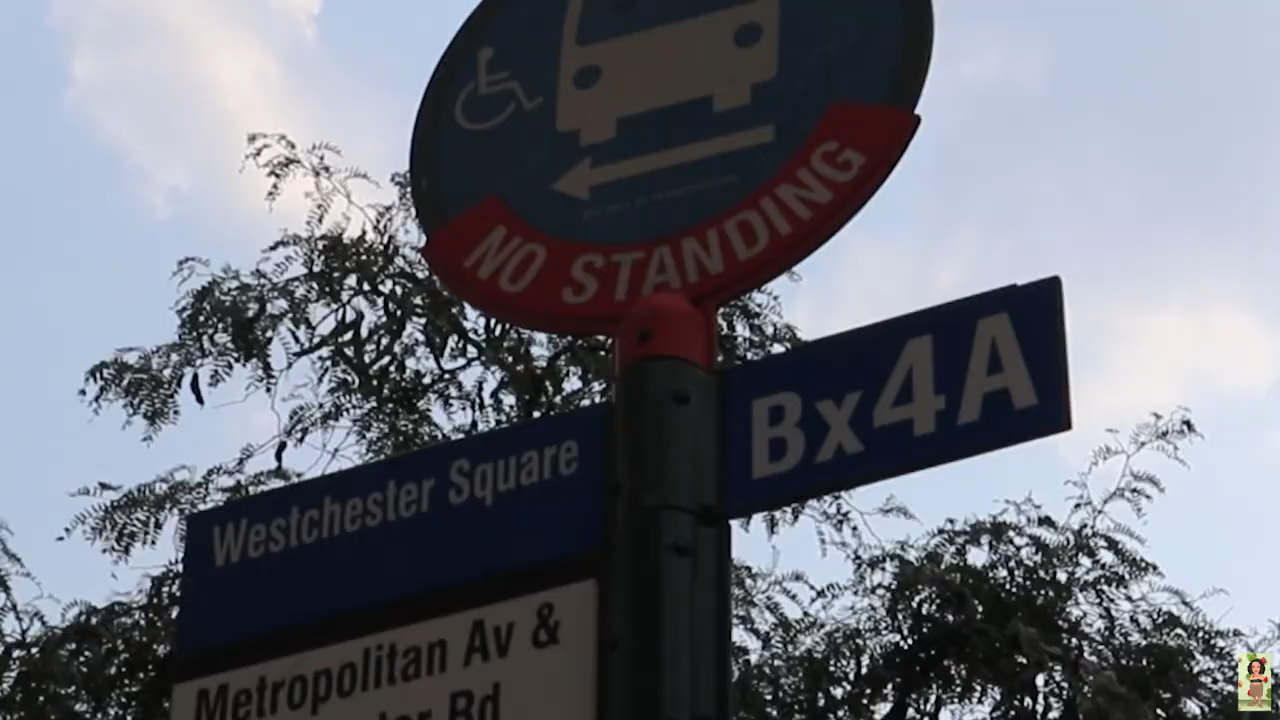 NO STANDING
Bx4A
Westchester Square
Metropolitan Av &
Rd